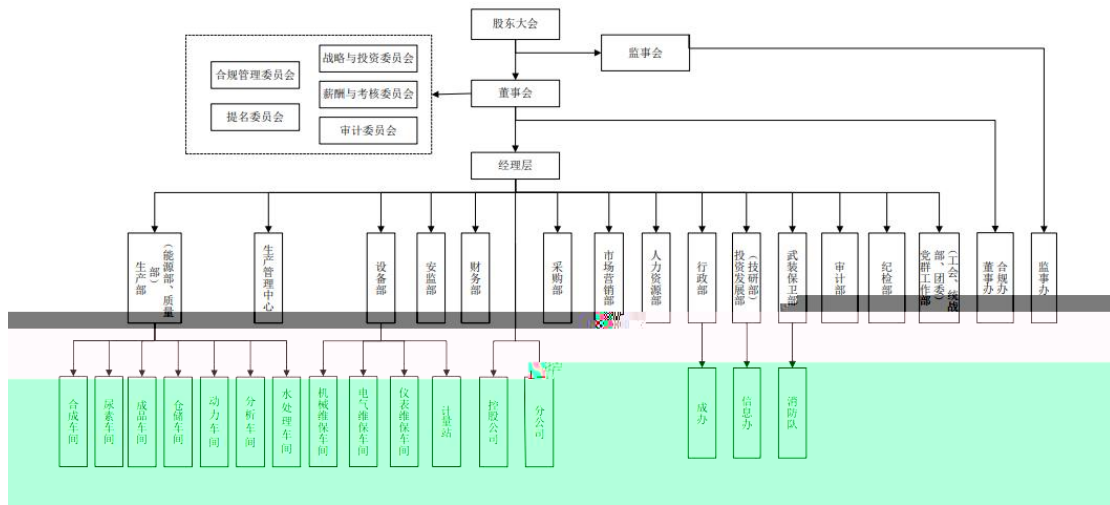 股东大会
监事会
战略与投资委员会
合规管理委员会
薪酬与考核委员会
董事会
提名委员会
审计委员会
经理层
生产部
（能源部、质量
部）
生产管理中心
设备部
安监部
财务部
采购部
市场营销部
人力资源部
行政部
投资发展部
（技研部）
武装保卫部
审计部
纪检部
党群工作部
（工会、统战
部、团委）
董事办
合规办
监事办
合成车间
尿素车间
成品车间
仓储车间
动力车间
分析车间
水处理车间
机械维保车间
电气维保车间
仪表维保车间
计量站
控股公司
分公司
成办
信息办
消防队